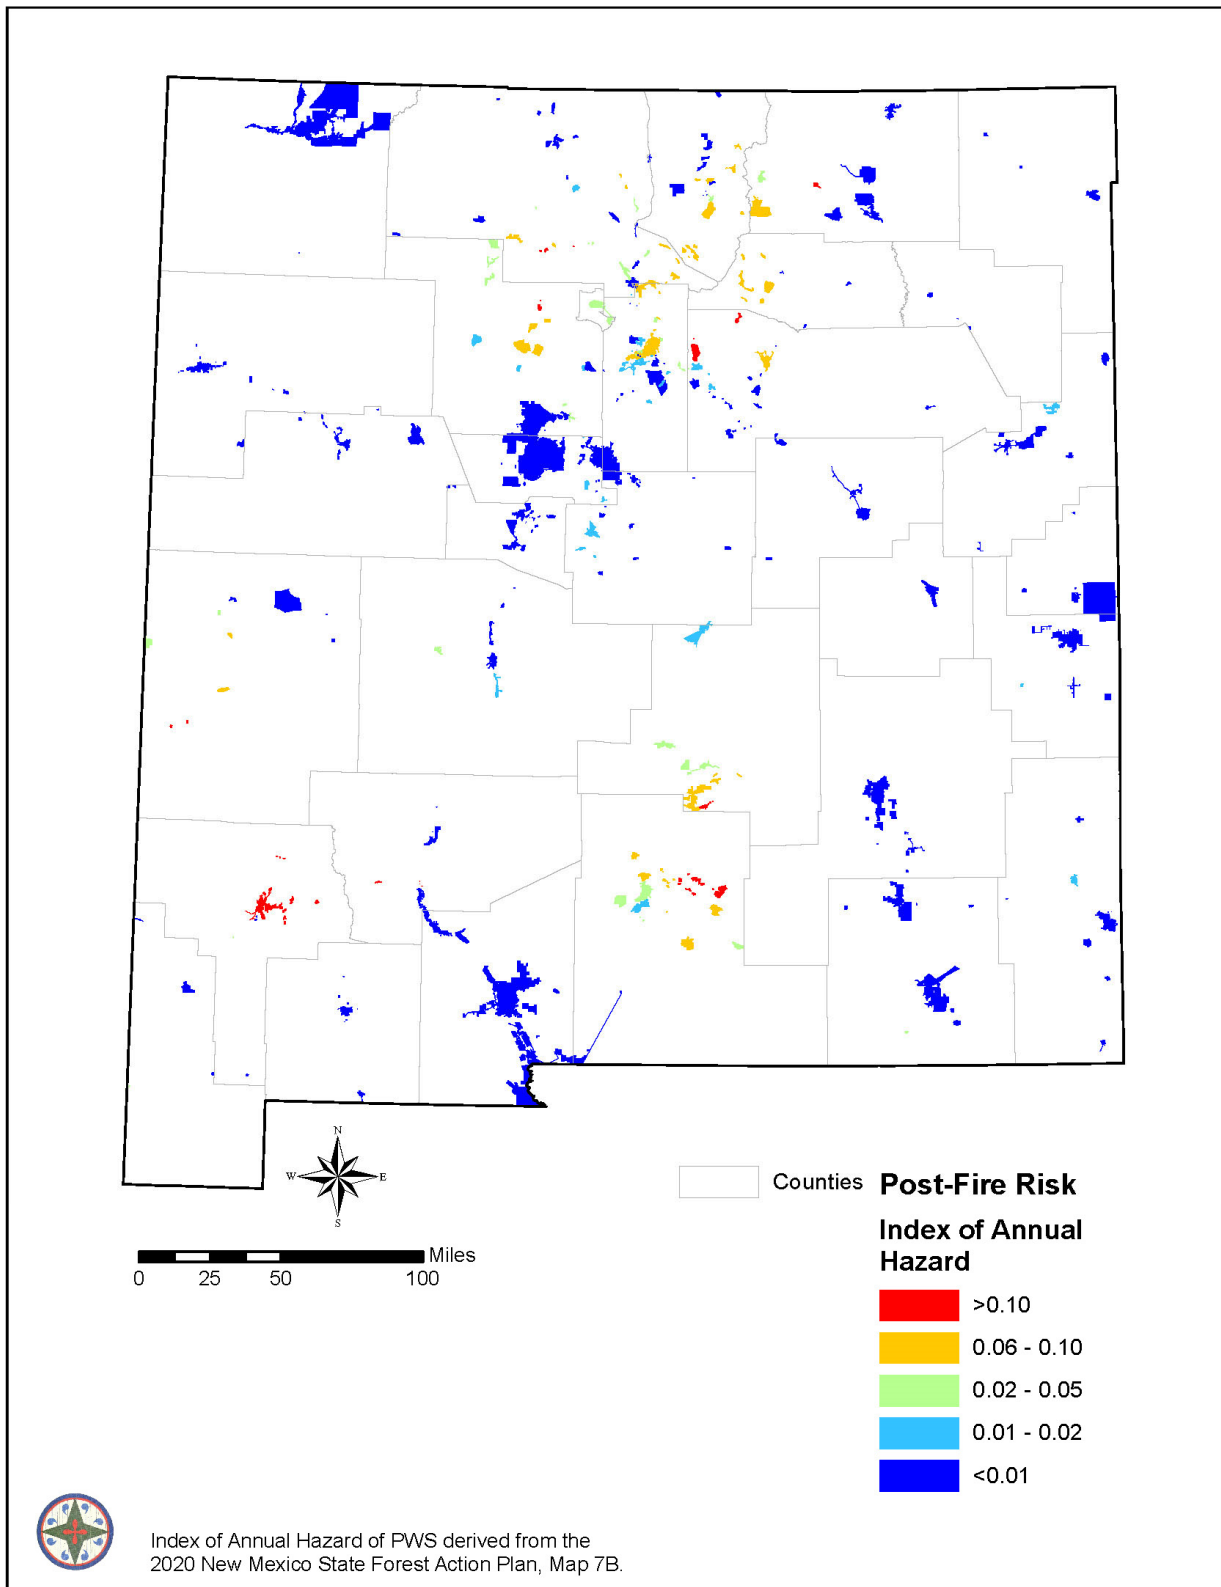 N
W
E
S
Miles
0 25 50 100
Counties
Post-Fire Risk
Index of Annual
Hazard
>0.10
0.06 - 0.10
0.02 - 0.05
0.01 - 0.02
<0.01
Index of Annual Hazard of PWS derived from the
2020 New Mexico State Forest Action Plan, Map 7B.